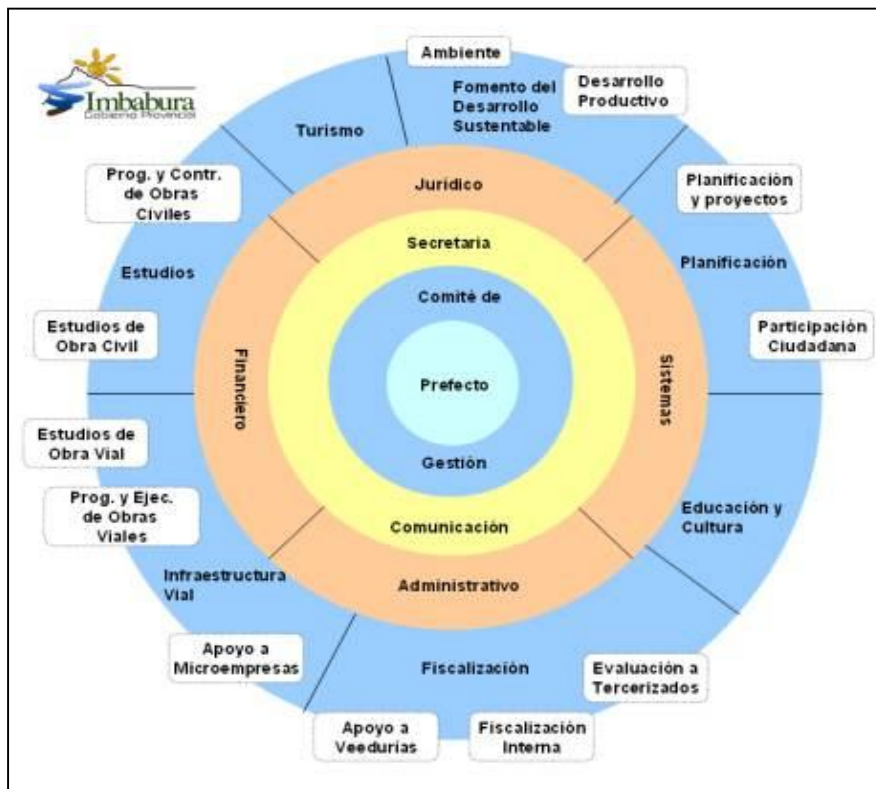 Imbabura
Gobierno Provincial
Ambiente
Fomento del
Desarrollo
Sustentable
Desarrollo
Productivo
Turismo
Jurídico
Prog. y Contr.
de Obras
Civiles
Planificación
y proyectos
Secretaria
Estudios
Planificación
Comité de
Estudios de
Obra Civil
Participación
Ciudadana
Financiero
Prefecto
Sistemas
Estudios de
Obra Vial
Gestión
Prog. y Ejec.
de Obras
Viales
Educación y
Cultura
Comunicación
Infraestructura
Vial
Administrativo
Apoyo a
Microempresas
Fiscalización
Evaluación a
Tercerizados
Apoyo a
Veedurías
Fiscalización
Interna